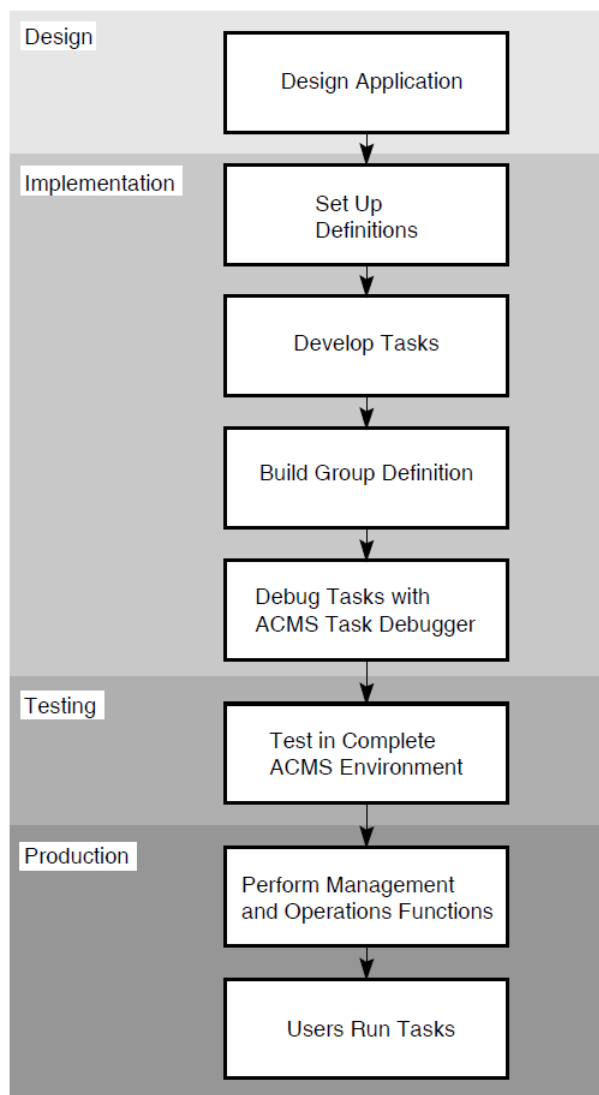 Design
Design Application
Implementation
Set Up
Definitions
Develop Tasks
Build Group Definition
Debug Tasks with
ACMS Task Debugger
Testing
Test in Complete
ACMS Environment
Production
Perform Management
and Operations Functions
Users Run Tasks